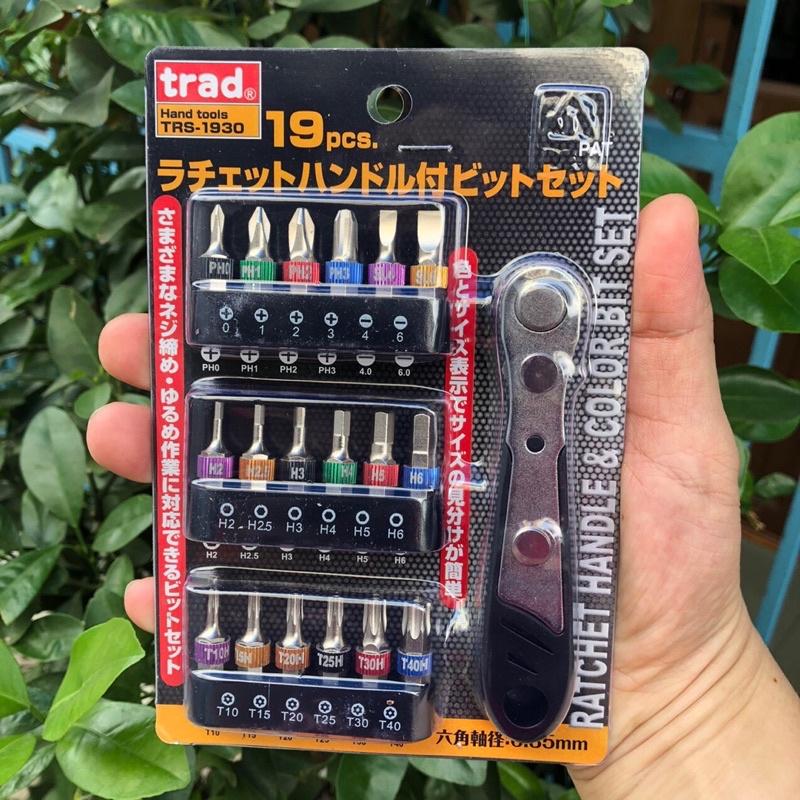 trad®
Hand tools
TRS-1930
19pcs.
PAT
ラチェットハンドル付ビットセット
さまざまなネジ締め・ゆるめ作業に対応できるビットセット
色とサイズ表示でサイズの見分けが簡単
RATCHET HANDLE & COLOR BIT SET
PH0 PH1 PH2 PH3
0 1 2 3 4 6
PH0 PH1 PH2 PH3 4.0 6.0
H2 H2.5 H3 H4 H5 H6
H2 H2.5 H3 H4 H5 H6
H2 H2.5 H3 H4 H5 H6
T10H T20H T25H T30H T40H
T10 T15 T20 T25 T30 T40
六角軸径:6.35mm